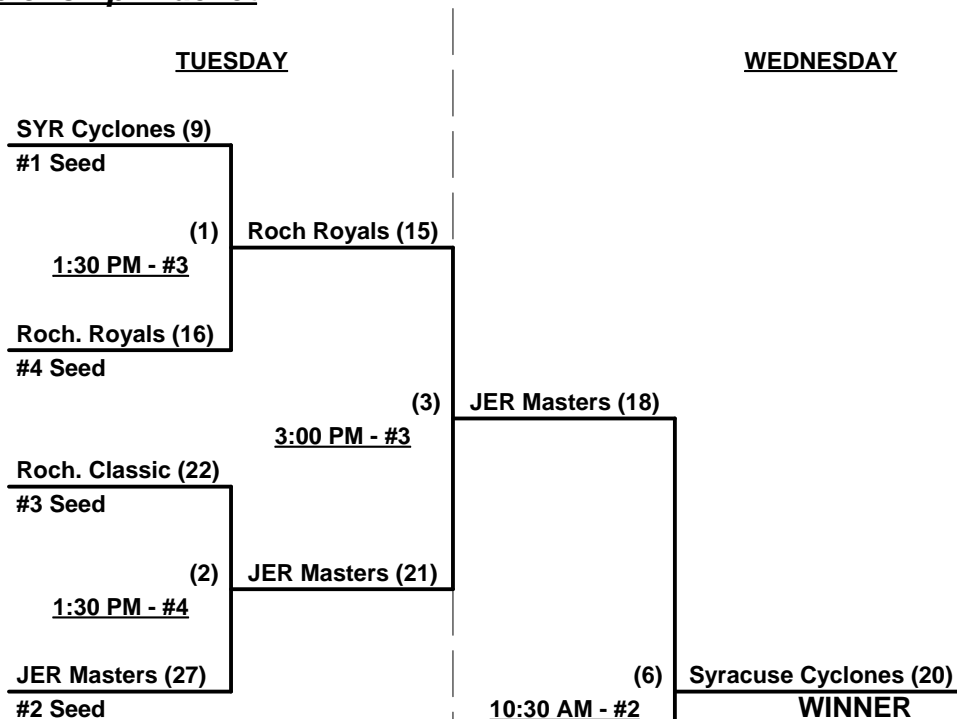 TUESDAY
WEDNESDAY
SYR Cyclones (9)
#1 Seed
(1)
Roch Royals (15)
1:30 PM - #3
Roch. Royals (16)
#4 Seed
(3)
JER Masters (18)
3:00 PM - #3
Roch. Classic (22)
#3 Seed
(2)
JER Masters (21)
1:30 PM - #4
JER Masters (27)
#2 Seed
(6)
Syracuse Cyclones (20)
10:30 AM - #2
WINNER